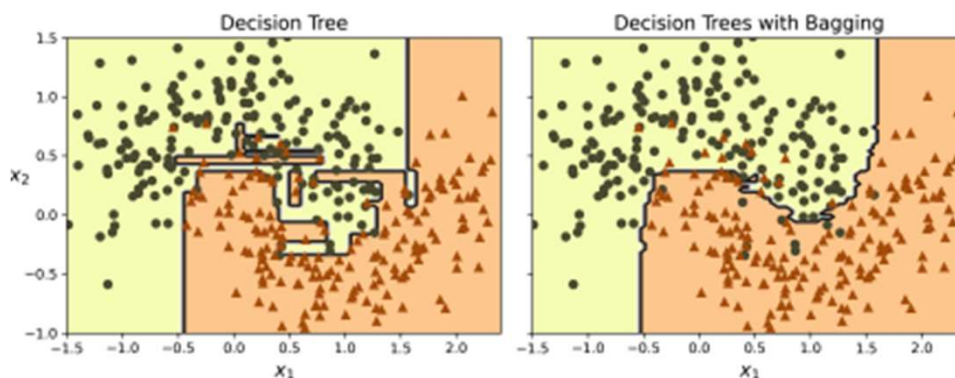 Decision Tree
Decision Trees with Bagging
1.5
1.0
0.5
x₂
0.0
−0.5
−1.0
−1.5 −1.0 −0.5 0.0 0.5 1.0 1.5 2.0
x₁
−1.5 −1.0 −0.5 0.0 0.5 1.0 1.5 2.0
x₁